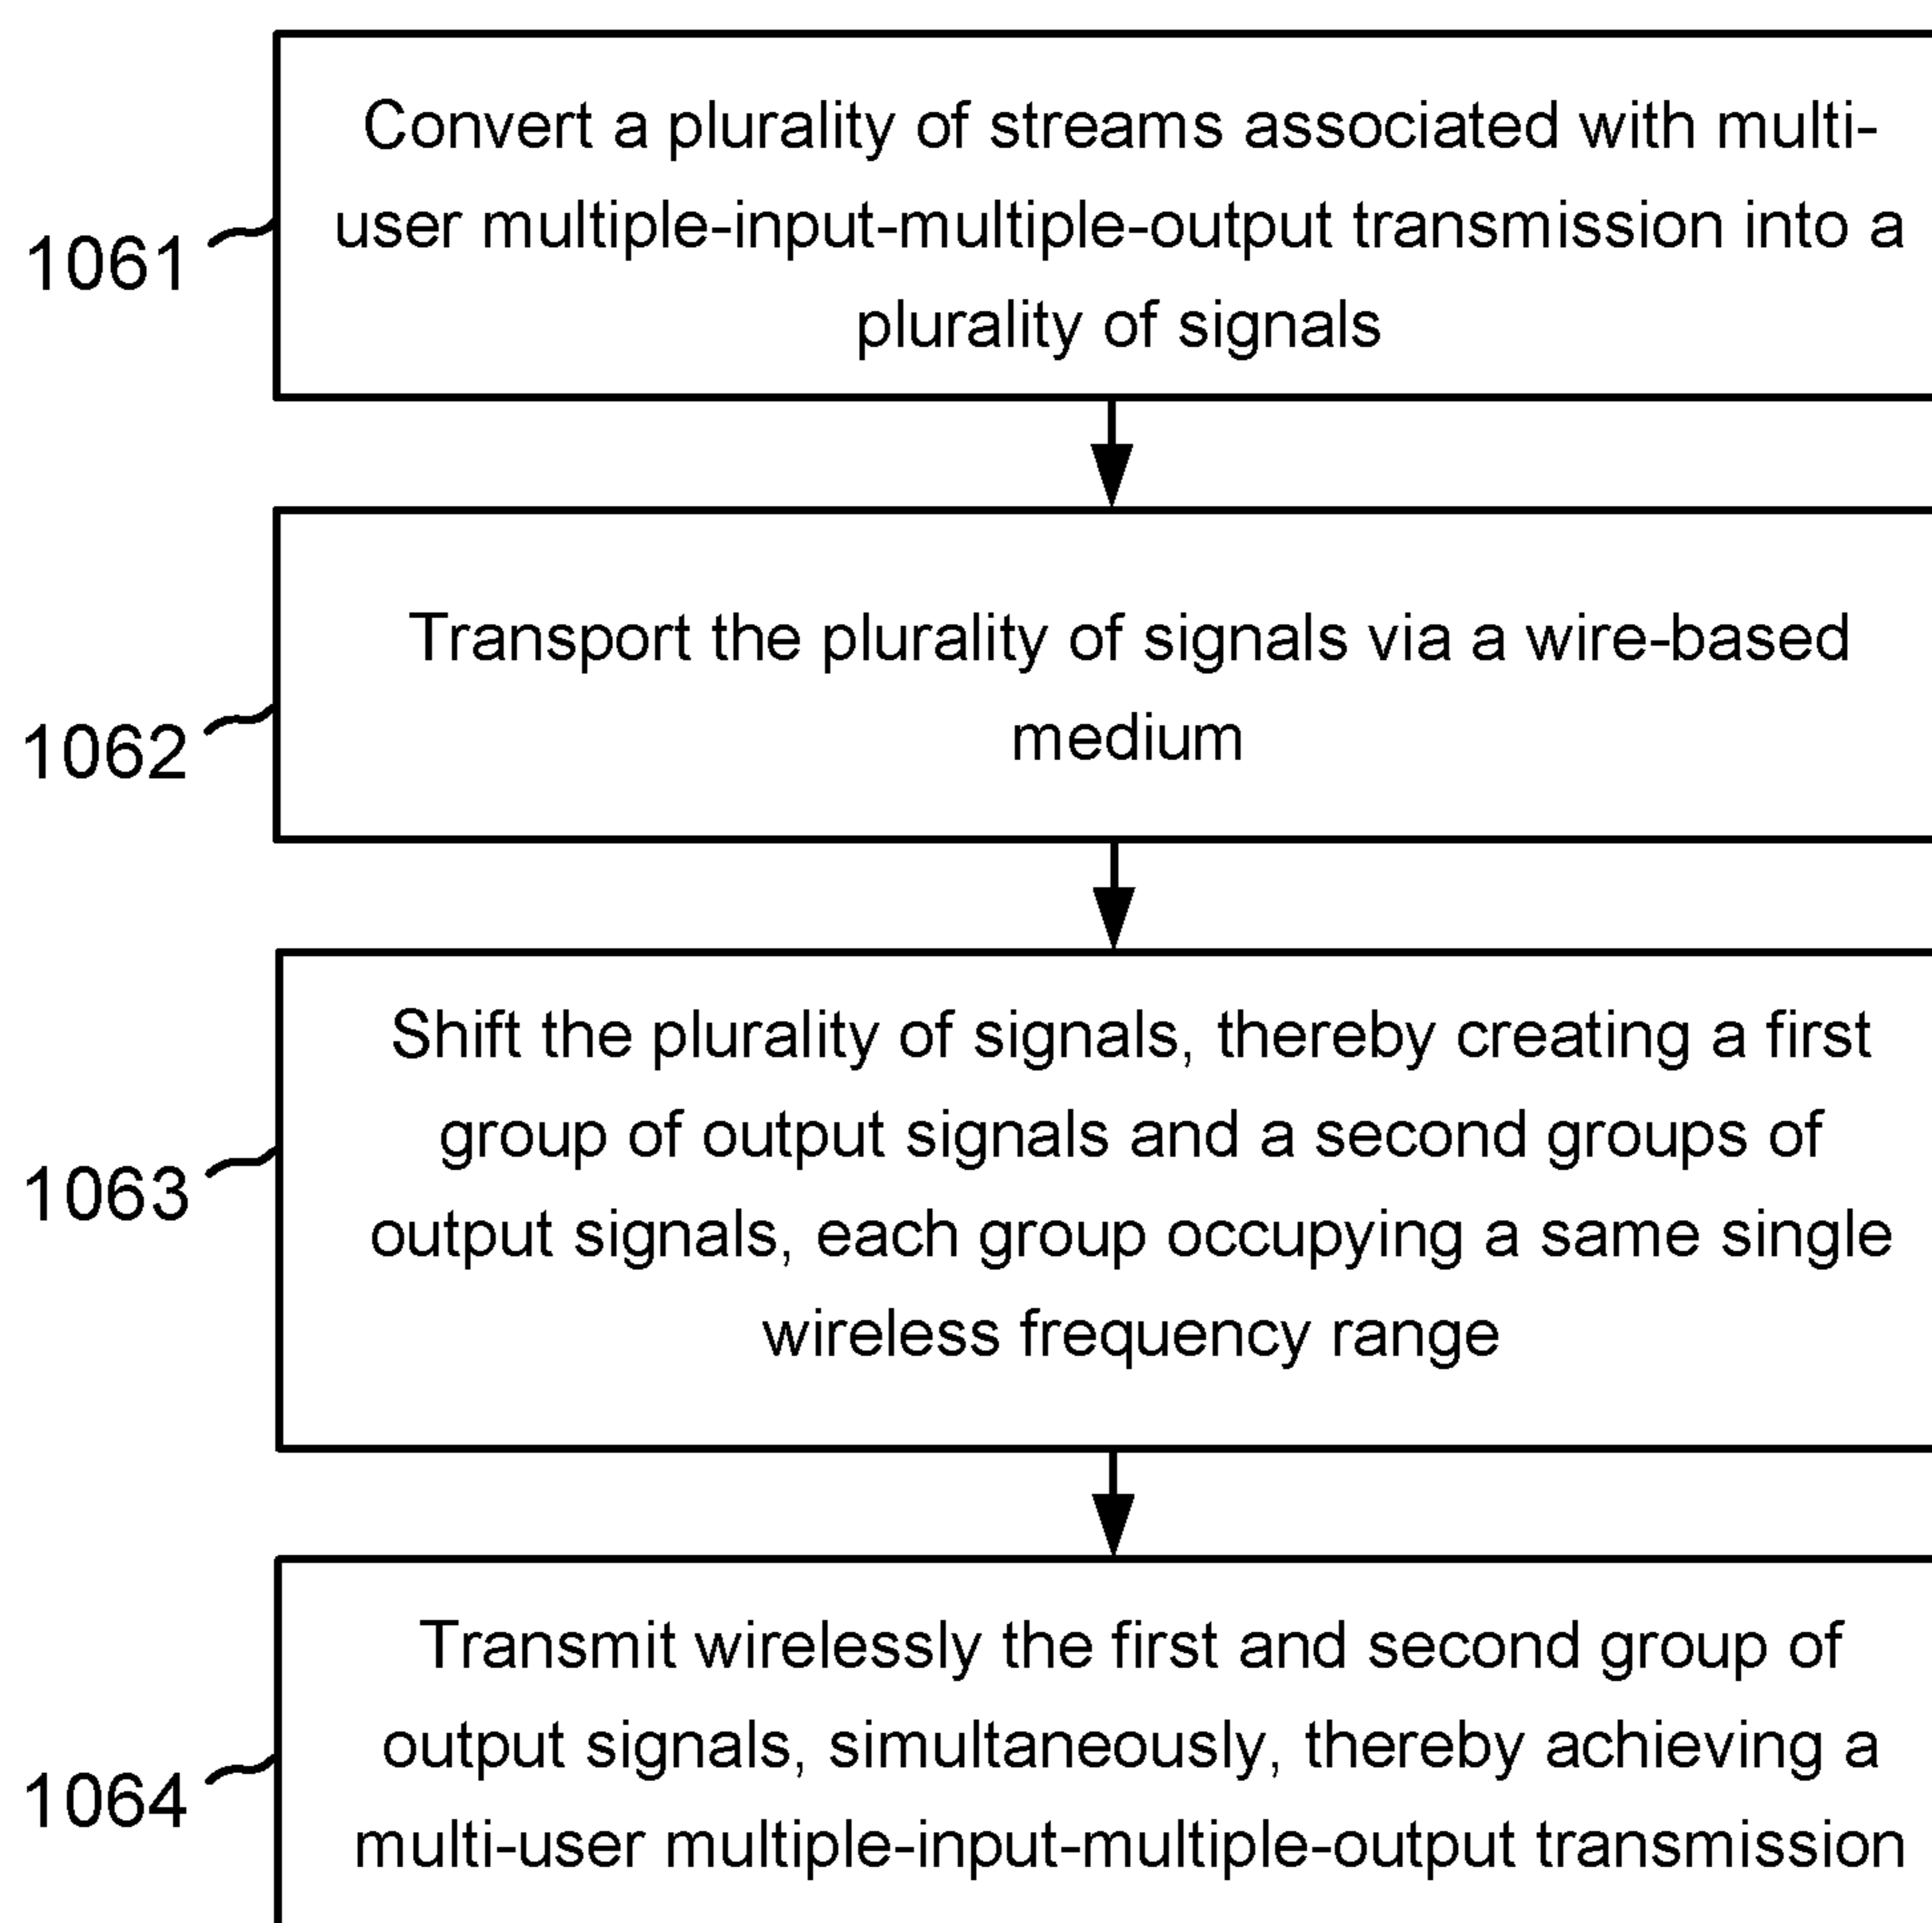 Convert a plurality of streams associated with multi-
user multiple-input-multiple-output transmission into a
plurality of signals
1061
Transport the plurality of signals via a wire-based
medium
1062
Shift the plurality of signals, thereby creating a first
group of output signals and a second groups of
output signals, each group occupying a same single
wireless frequency range
1063
Transmit wirelessly the first and second group of
output signals, simultaneously, thereby achieving a
multi-user multiple-input-multiple-output transmission
1064